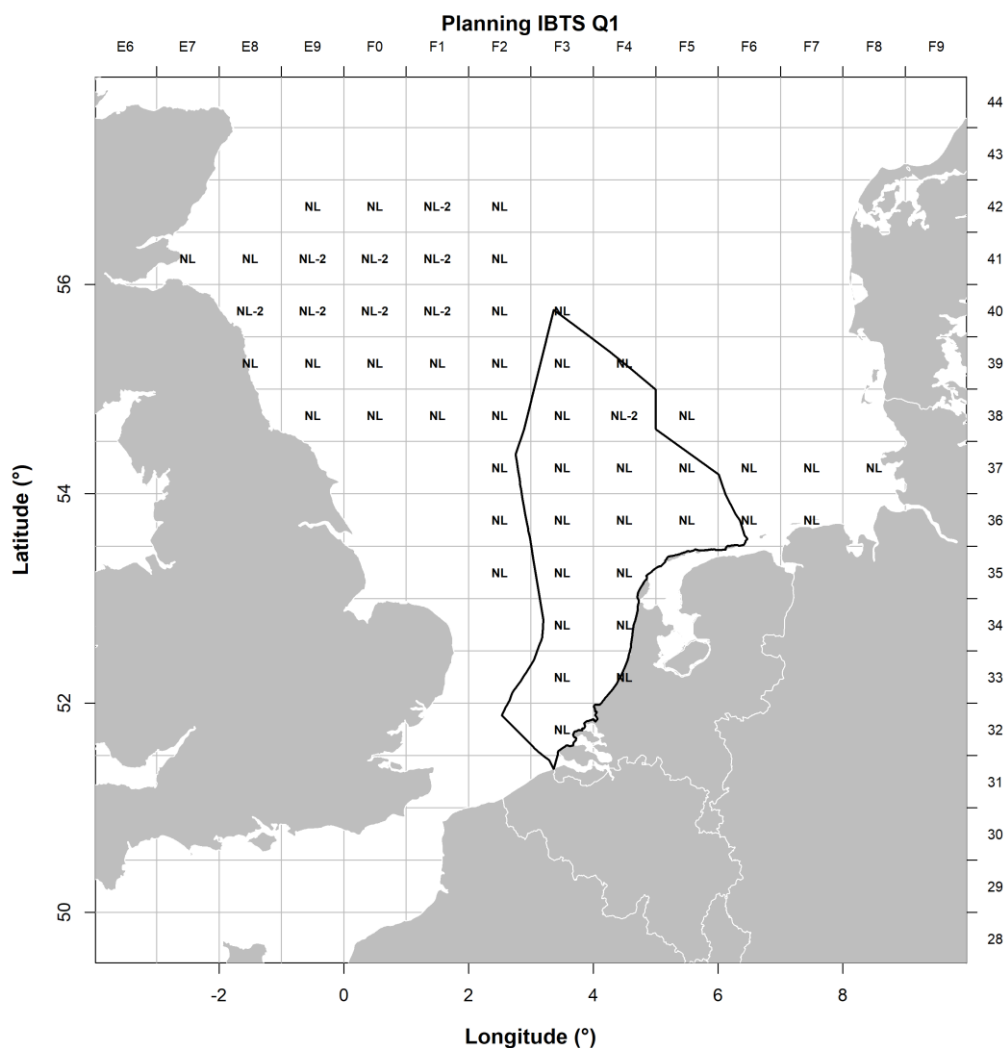 Planning IBTS Q1
E6 E7 E8 E9 F0 F1 F2 F3 F4 F5 F6 F7 F8 F9
44
43
NL NL NL-2 NL 42
NL NL NL-2 NL-2 NL-2 NL 41
56
NL-2 NL-2 NL-2 NL-2 NL NL 40
NL NL NL NL NL NL NL 39
NL NL NL NL NL NL-2 NL 38
NL NL NL NL NL NL NL 37
54
NL NL NL NL NL NL 36
Latitude (°)
NL NL NL 35
NL NL 34
NL NL 33
52
NL 32
31
30
29
50
28
-2 0 2 4 6 8
Longitude (°)